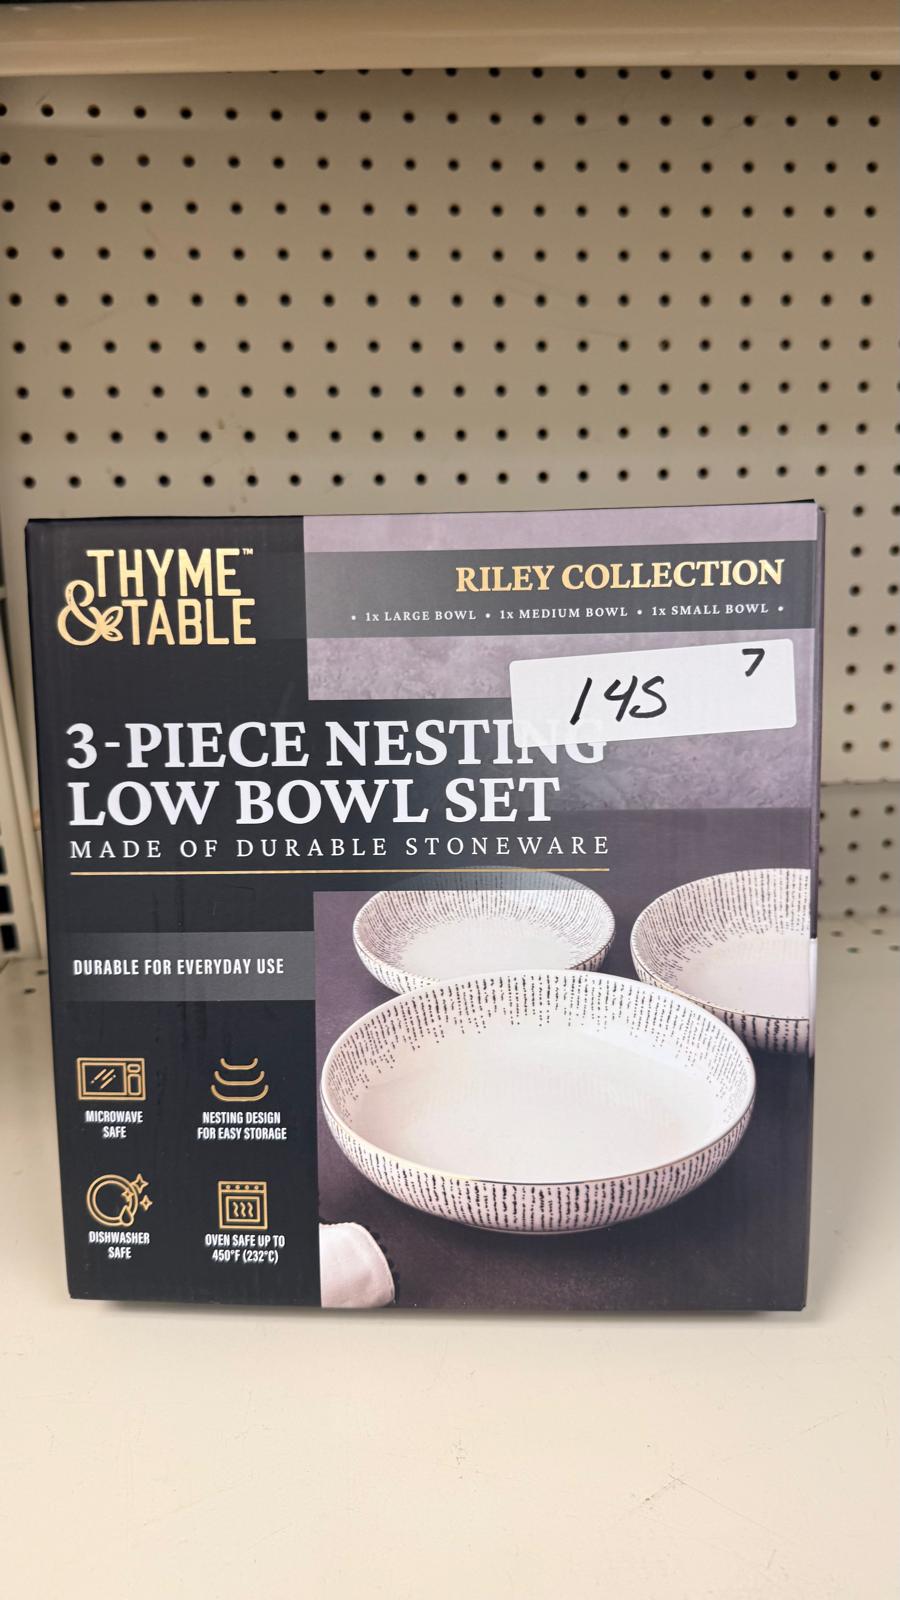 THYME™
& TABLE
RILEY COLLECTION
• 1x LARGE BOWL • 1x MEDIUM BOWL • 1x SMALL BOWL •
14S
7
3-PIECE NESTING
LOW BOWL SET
MADE OF DURABLE STONEWARE
DURABLE FOR EVERYDAY USE
MICROWAVE
SAFE
NESTING DESIGN
FOR EASY STORAGE
DISHWASHER
SAFE
OVEN SAFE UP TO
450°F (232°C)